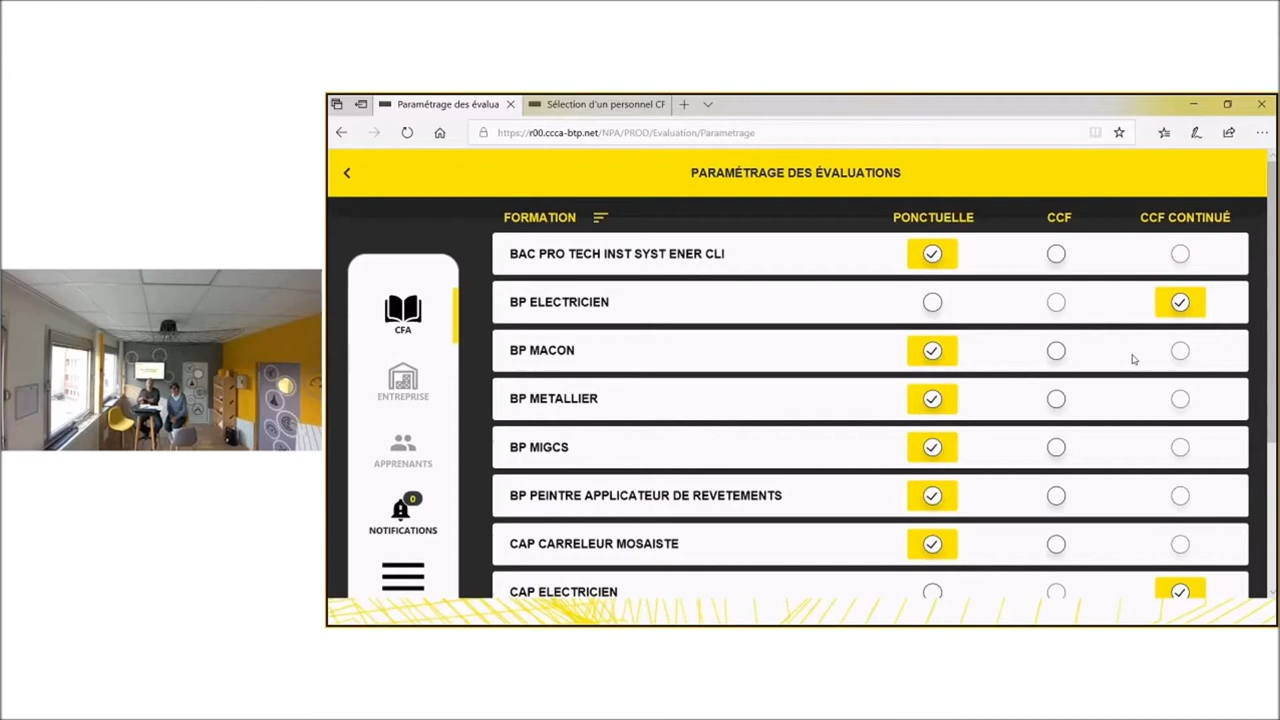 Paramétrage des évalua
Sélection d'un personnel CF
https://r00.ccca-btp.net/NPA/PROD/Evaluation/Parametrage
PARAMÉTRAGE DES ÉVALUATIONS
FORMATION PONCTUELLE CCF CCF CONTINUÉ
BAC PRO TECH INST SYST ENER CLI
BP ELECTRICIEN
BP MACON
BP METALLIER
BP MIGCS
BP PEINTRE APPLICATEUR DE REVETEMENTS
CAP CARRELEUR MOSAISTE
CAP ELECTRICIEN
CFA
ENTREPRISE
APPRENANTS
0
NOTIFICATIONS